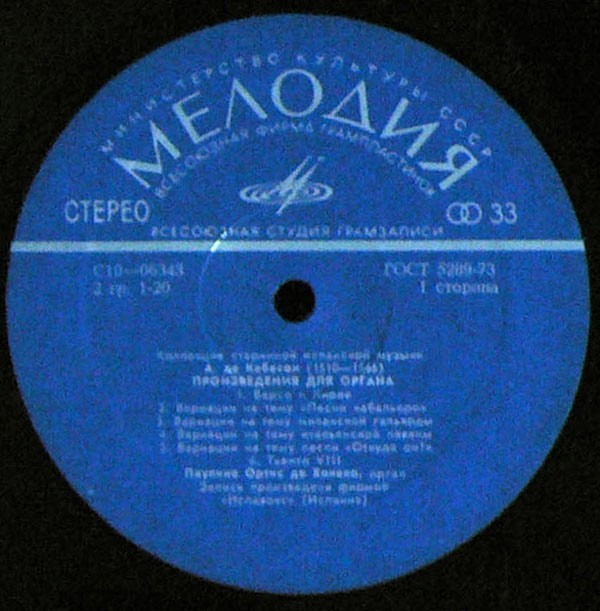 МИНИСТЕРСТВО КУЛЬТУРЫ СССР
МЕЛОДИЯ
ВСЕСОЮЗНАЯ ФИРМА ГРАМПЛАСТИНОК
СТЕРЕО
33
ВСЕСОЮЗНАЯ СТУДИЯ ГРАМЗАПИСИ
С10—06343
ГОСТ 5289-73
2 гр. 1-20
1 сторона
Коллекция старинной испанской музыки
А. де Кабесон (1510—1566)
ПРОИЗВЕДЕНИЯ ДЛЯ ОРГАНА
1. Версо и
2. Вариации на тему «Песни кабальеро»
3. Вариации на тему миланской гальярды
4. Вариации на тему итальянской паваны
5. Вариации на тему песни «Откуда
6. Тьенто VIII
Паулино Ортис де орган
Запись произведена фирмой
«Испавокс» (Испания)